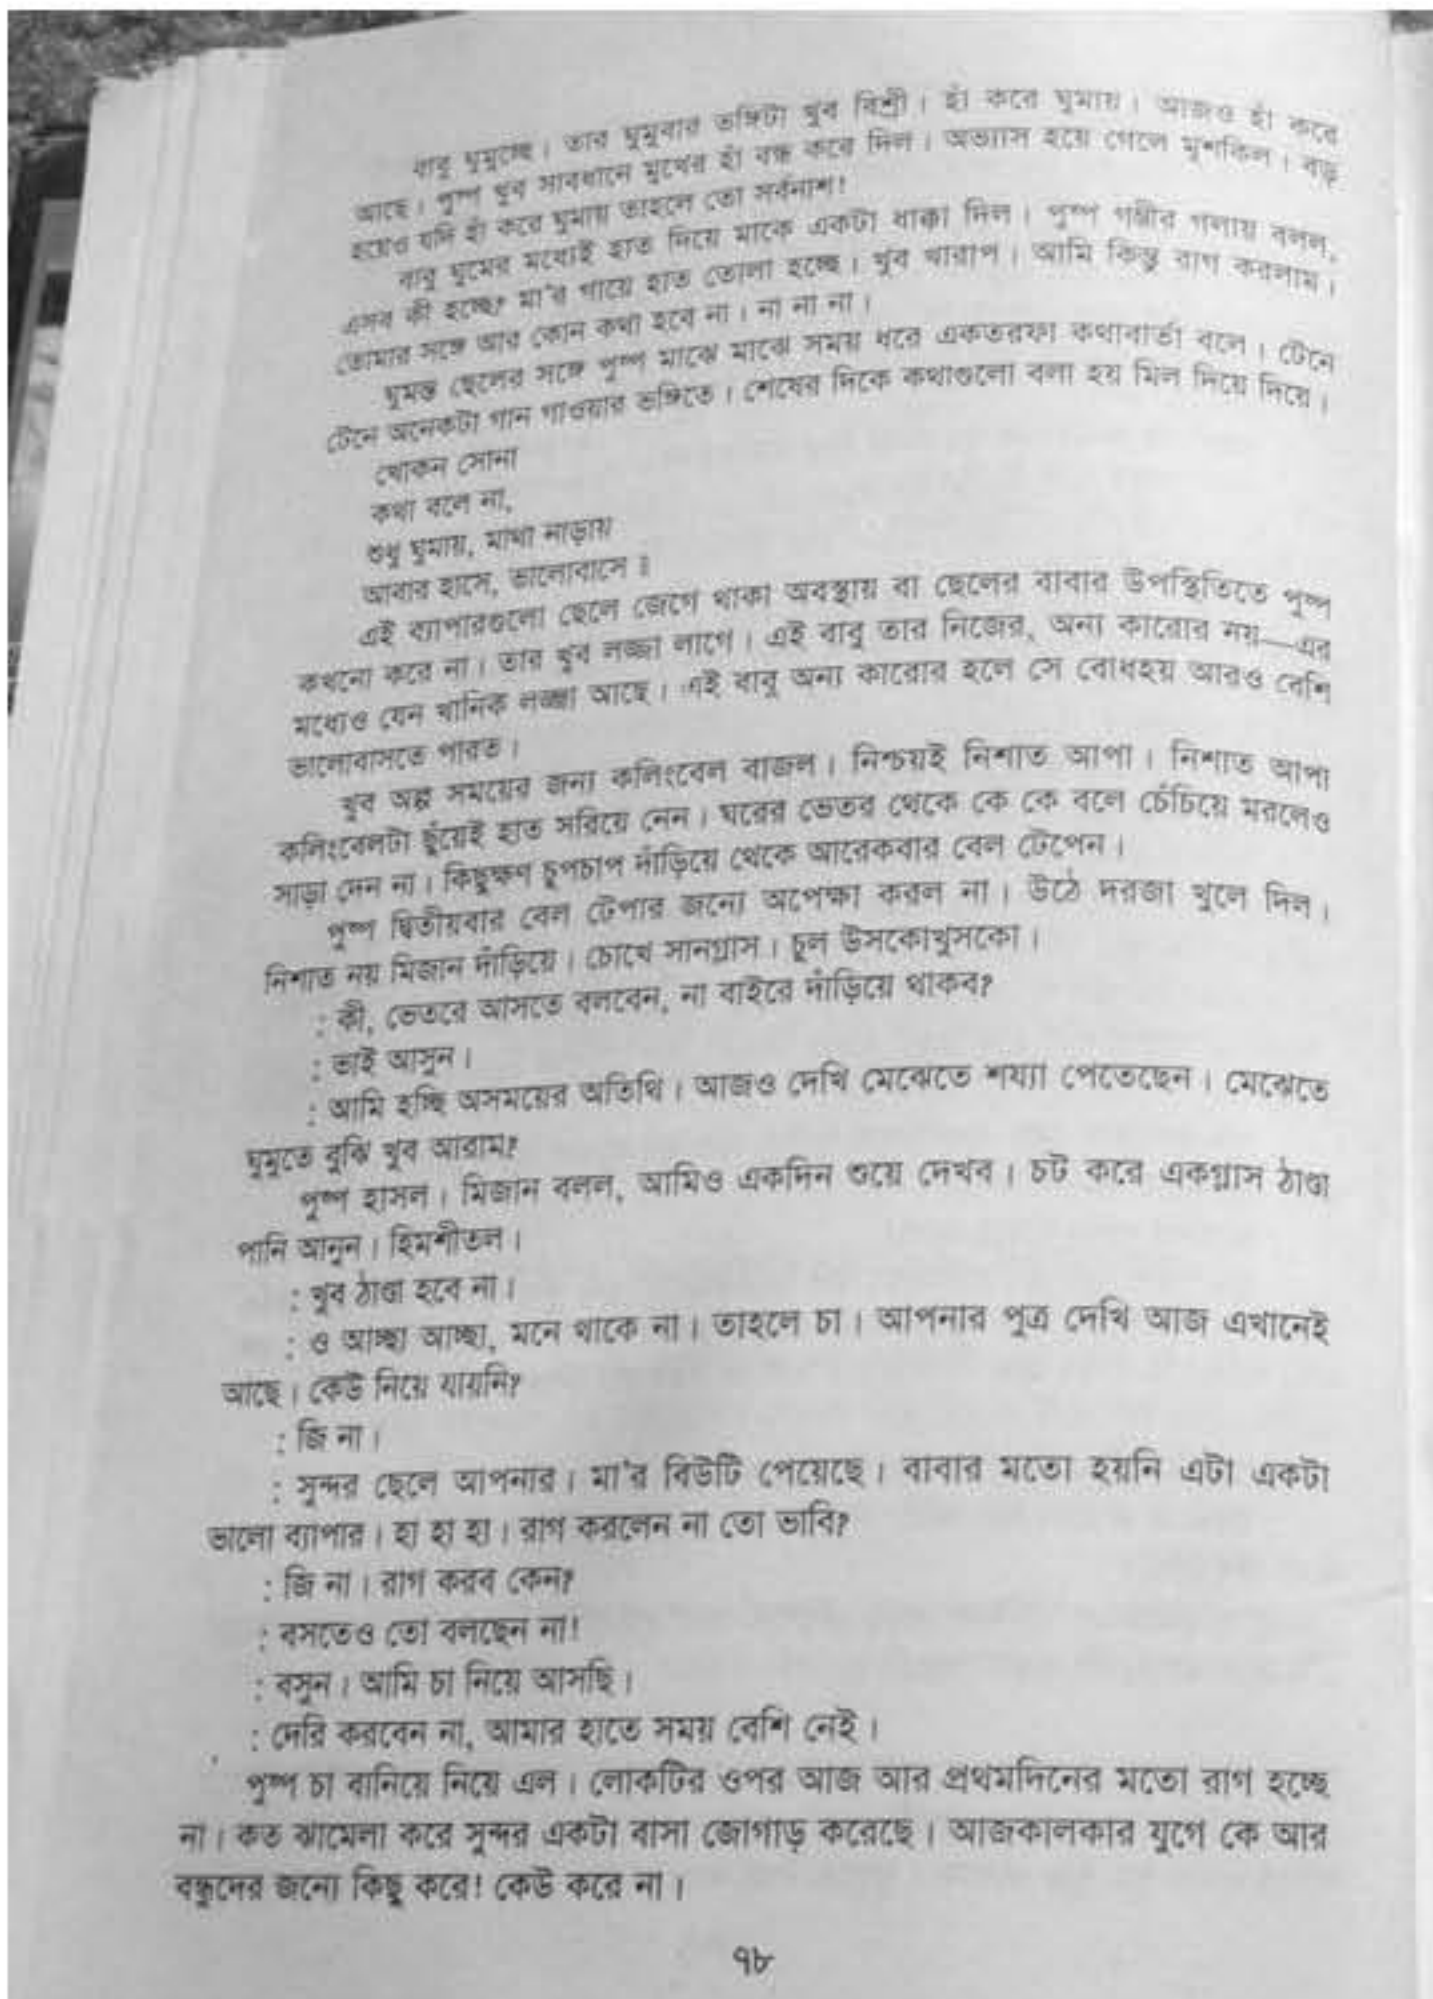 বাবু ঘুমুচ্ছে। তার ঘুমুবার ভঙ্গিটা খুব বিশ্রী। হাঁ করে ঘুমায়। আজও হাঁ করে
আছে। পুষ্প খুব সাবধানে মুখের হাঁ বন্ধ করে দিল। অভ্যাস হয়ে গেলে মুশকিল। বড়
হয়েও যদি হাঁ করে ঘুমায় তাহলে তো সর্বনাশ!
বাবু ঘুমের মধ্যেই হাত দিয়ে মাকে একটা ধাক্কা দিল। পুষ্প গম্ভীর গলায় বলল,
এসব কী হচ্ছে? মা'র গায়ে হাত তোলা হচ্ছে। খুব খারাপ। আমি কিন্তু রাগ করলাম।
তোমার সঙ্গে আর কোন কথা হবে না। না না না।
ঘুমন্ত ছেলের সঙ্গে পুষ্প মাঝে মাঝে সময় ধরে একতরফা কথাবার্তা বলে। টেনে
টেনে অনেকটা গান গাওয়ার ভঙ্গিতে। শেষের দিকে কথাগুলো বলা হয় মিল দিয়ে দিয়ে।
খোকন সোনা
কথা বলে না,
শুধু ঘুমায়, মাথা নাড়ায়
আবার হাসে, ভালোবাসে॥
এই ব্যাপারগুলো ছেলে জেগে থাকা অবস্থায় বা ছেলের বাবার উপস্থিতিতে পুষ্প
কখনো করে না। তার খুব লজ্জা লাগে। এই বাবু তার নিজের, অন্য কারোর নয়—এর
মধ্যেও যেন খানিক লজ্জা আছে। এই বাবু অন্য কারোর হলে সে বোধহয় আরও বেশি
ভালোবাসতে পারত।
খুব অল্প সময়ের জন্য কলিংবেল বাজল। নিশ্চয়ই নিশাত আপা। নিশাত আপা
কলিংবেলটা ছুঁয়েই হাত সরিয়ে নেন। ঘরের ভেতর থেকে কে কে বলে চেঁচিয়ে মরলেও
সাড়া দেন না। কিছুক্ষণ চুপচাপ দাঁড়িয়ে থেকে আরেকবার বেল টেপেন।
পুষ্প দ্বিতীয়বার বেল টেপার জন্যে অপেক্ষা করল না। উঠে দরজা খুলে দিল।
নিশাত নয় মিজান দাঁড়িয়ে। চোখে সানগ্লাস। চুল উসকোখুসকো।
: কী, ভেতরে আসতে বলবেন, না বাইরে দাঁড়িয়ে থাকব?
: ভাই আসুন।
: আমি হচ্ছি অসময়ের অতিথি। আজও দেখি মেঝেতে শয্যা পেতেছেন। মেঝেতে
ঘুমুতে বুঝি খুব আরাম?
পুষ্প হাসল। মিজান বলল, আমিও একদিন শুয়ে দেখব। চট করে একগ্লাস ঠাণ্ডা
পানি আনুন। হিমশীতল।
: খুব ঠাণ্ডা হবে না।
: ও আচ্ছা আচ্ছা, মনে থাকে না। তাহলে চা। আপনার পুত্র দেখি আজ এখানেই
আছে। কেউ নিয়ে যায়নি?
: জি না।
: সুন্দর ছেলে আপনার। মা'র বিউটি পেয়েছে। বাবার মতো হয়নি এটা একটা
ভালো ব্যাপার। হা হা হা। রাগ করলেন না তো ভাবি?
: জি না। রাগ করব কেন?
: বসতেও তো বলছেন না!
: বসুন। আমি চা নিয়ে আসছি।
: দেরি করবেন না, আমার হাতে সময় বেশি নেই।
পুষ্প চা বানিয়ে নিয়ে এল। লোকটির ওপর আজ আর প্রথমদিনের মতো রাগ হচ্ছে
না। কত ঝামেলা করে সুন্দর একটা বাসা জোগাড় করেছে। আজকালকার যুগে কে আর
বন্ধুদের জন্যে কিছু করে! কেউ করে না।
৭৮